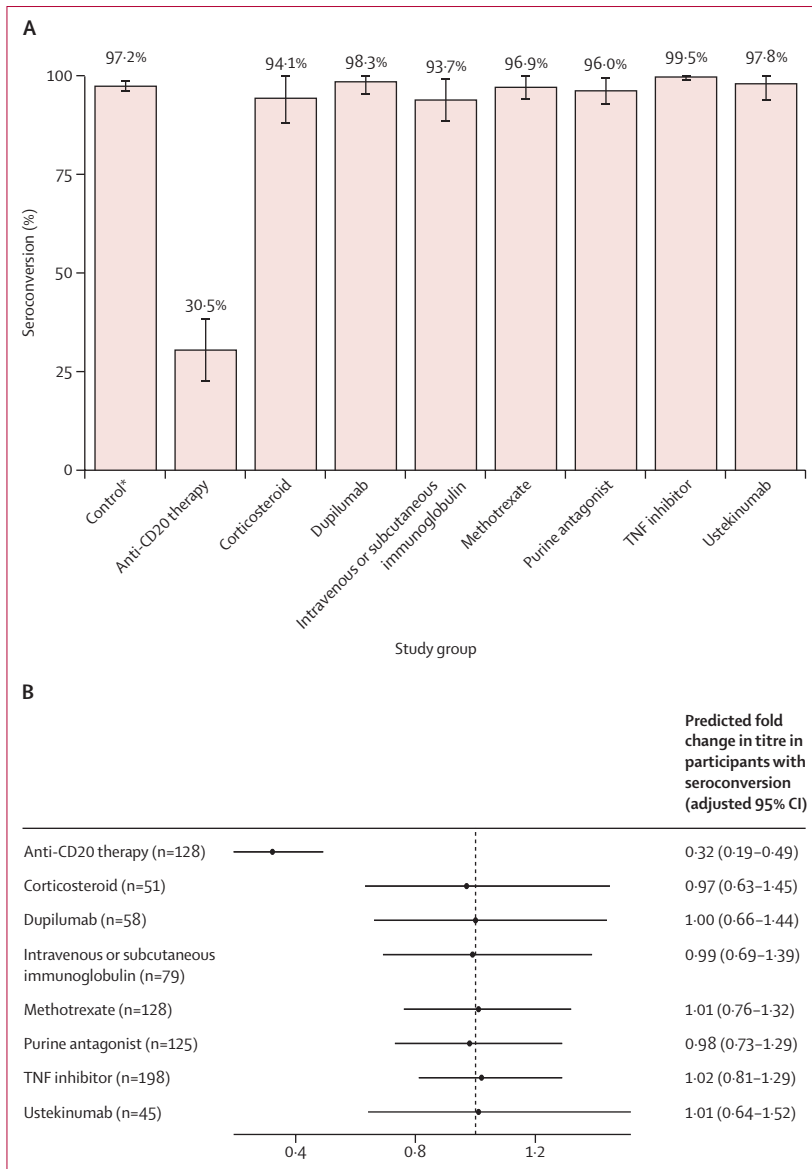 A
97·2%
94·1%
98·3%
93·7%
96·9%
96·0%
99·5%
97·8%
100
75
50
25
0
30·5%
Seroconversion (%)
Control*
Anti-CD20 therapy
Corticosteroid
Dupilumab
Intravenous or subcutaneous
immunoglobulin
Methotrexate
Purine antagonist
TNF inhibitor
Ustekinumab
Study group
B
Predicted fold
change in titre in
participants with
seroconversion
(adjusted 95% CI)
Anti-CD20 therapy (n=128) 0·32 (0·19–0·49)
Corticosteroid (n=51) 0·97 (0·63–1·45)
Dupilumab (n=58) 1·00 (0·66–1·44)
Intravenous or subcutaneous
immunoglobulin (n=79) 0·99 (0·69–1·39)
Methotrexate (n=128) 1·01 (0·76–1·32)
Purine antagonist (n=125) 0·98 (0·73–1·29)
TNF inhibitor (n=198) 1·02 (0·81–1·29)
Ustekinumab (n=45) 1·01 (0·64–1·52)
0·4 0·8 1·2